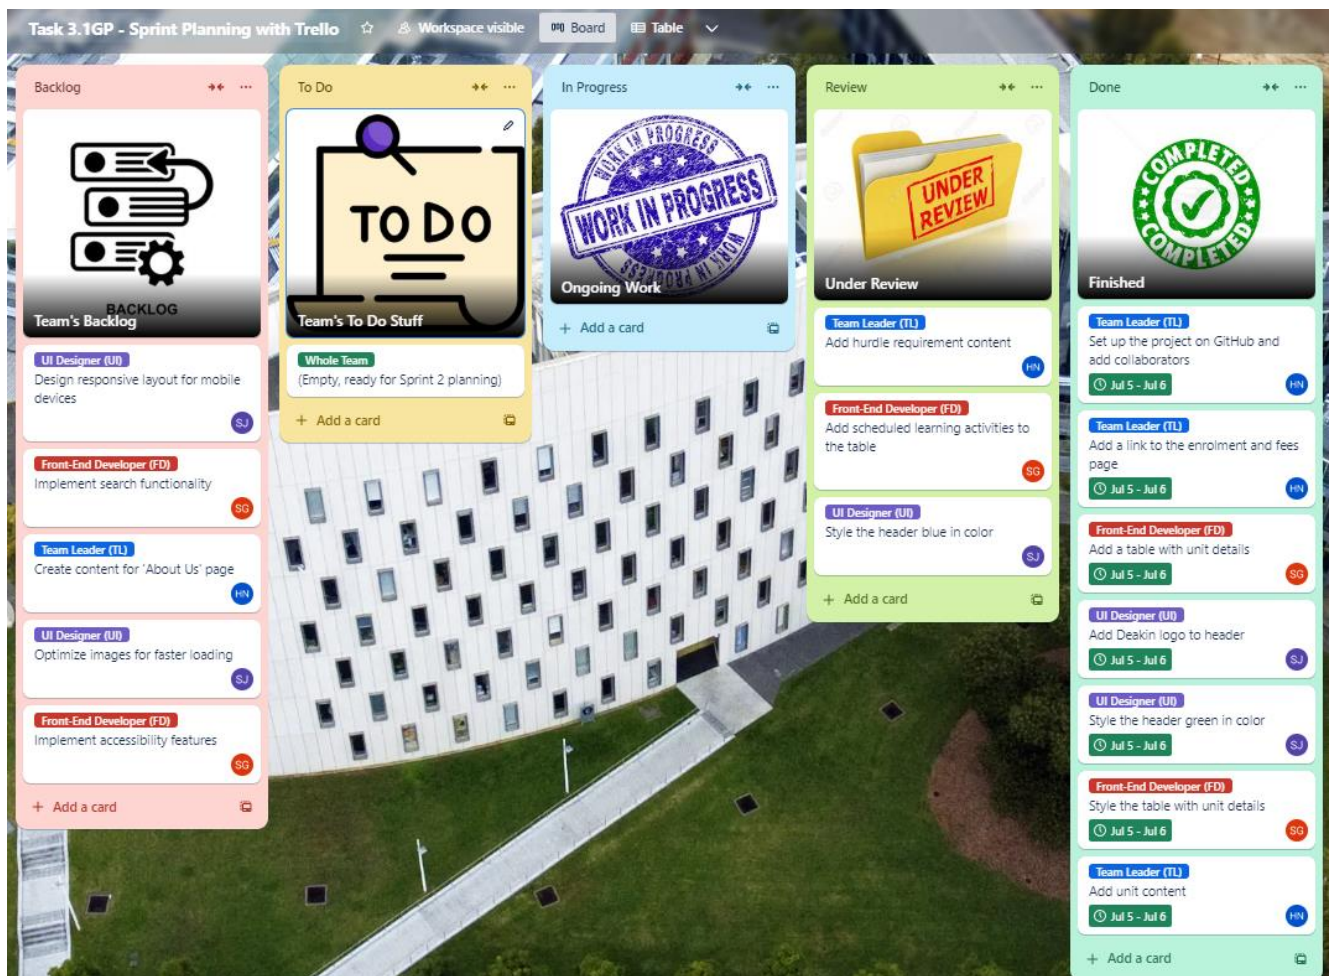 Task 3.1GP - Sprint Planning with Trello
Workspace visible
Board
Table
Backlog
BACKLOG
Team's Backlog
UI Designer (UI)
Design responsive layout for mobile
devices
SJ
Front-End Developer (FD)
Implement search functionality
SG
Team Leader (TL)
Create content for 'About Us' page
HN
UI Designer (UI)
Optimize images for faster loading
SJ
Front-End Developer (FD)
Implement accessibility features
SG
+ Add a card
To Do
TO DO
Team's To Do Stuff
Whole Team
(Empty, ready for Sprint 2 planning)
+ Add a card
In Progress
WORK IN PROGRESS
WORK IN PROGRESS
WORK IN PROGRESS
Ongoing Work
+ Add a card
Review
UNDER
REVIEW
Under Review
Team Leader (TL)
Add hurdle requirement content
HN
Front-End Developer (FD)
Add scheduled learning activities to
the table
SG
UI Designer (UI)
Style the header blue in color
SJ
+ Add a card
Done
COMPLETED
COMPLETED
Finished
Team Leader (TL)
Set up the project on GitHub and
add collaborators
Jul 5 - Jul 6
HN
Team Leader (TL)
Add a link to the enrolment and fees
page
Jul 5 - Jul 6
HN
Front-End Developer (FD)
Add a table with unit details
Jul 5 - Jul 6
SG
UI Designer (UI)
Add Deakin logo to header
Jul 5 - Jul 6
SJ
UI Designer (UI)
Style the header green in color
Jul 5 - Jul 6
SJ
Front-End Developer (FD)
Style the table with unit details
Jul 5 - Jul 6
SG
Team Leader (TL)
Add unit content
Jul 5 - Jul 6
HN
+ Add a card